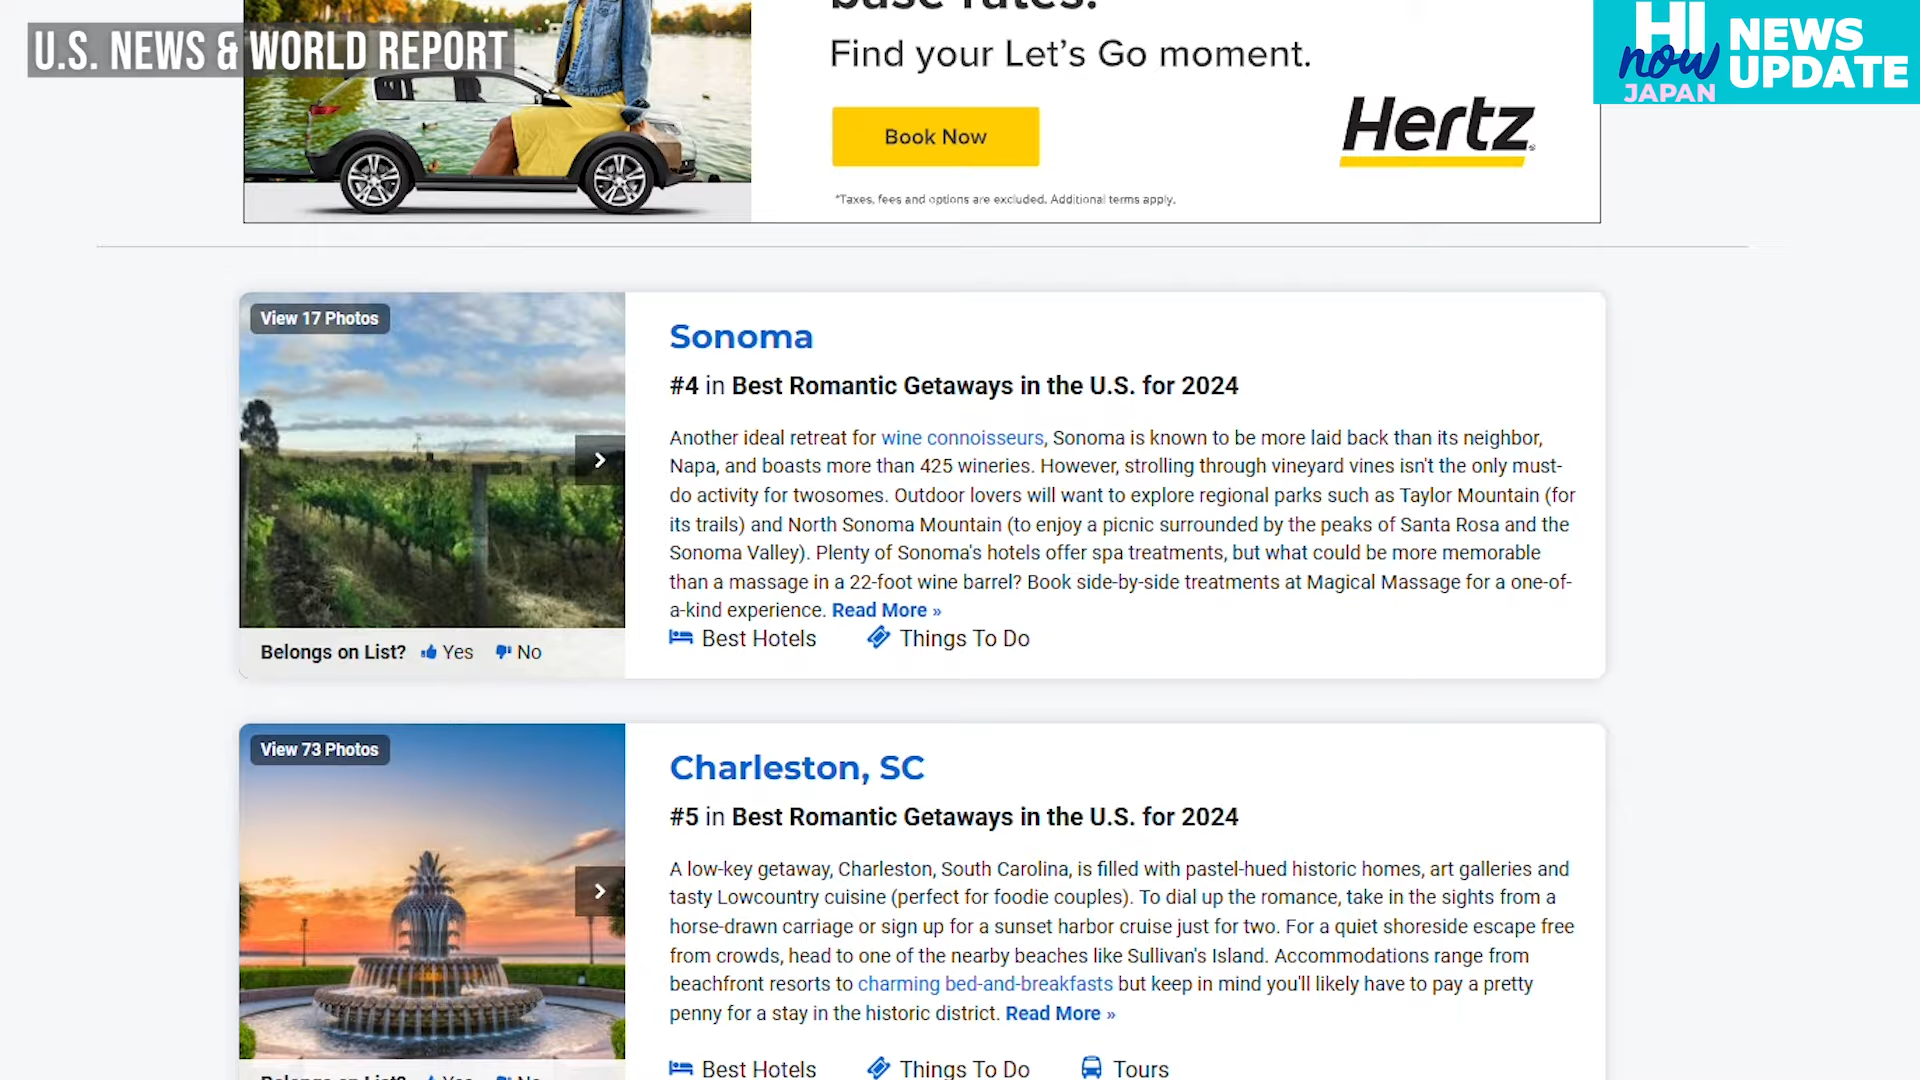 base rates.
U.S. NEWS & WORLD REPORT
Find your Let's Go moment.
HI
now
JAPAN
NEWS
UPDATE
Book Now
Hertz
*Taxes, fees and options are excluded. Additional terms apply.
View 17 Photos
Sonoma
#4 in Best Romantic Getaways in the U.S. for 2024
Another ideal retreat for wine connoisseurs, Sonoma is known to be more laid back than its neighbor,
Napa, and boasts more than 425 wineries. However, strolling through vineyard vines isn't the only must-
do activity for twosomes. Outdoor lovers will want to explore regional parks such as Taylor Mountain (for
its trails) and North Sonoma Mountain (to enjoy a picnic surrounded by the peaks of Santa Rosa and the
Sonoma Valley). Plenty of Sonoma's hotels offer spa treatments, but what could be more memorable
than a massage in a 22-foot wine barrel? Book side-by-side treatments at Magical Massage for a one-of-
a-kind experience. Read More »
Best Hotels Things To Do
Belongs on List? Yes No
View 73 Photos
Charleston, SC
#5 in Best Romantic Getaways in the U.S. for 2024
A low-key getaway, Charleston, South Carolina, is filled with pastel-hued historic homes, art galleries and
tasty Lowcountry cuisine (perfect for foodie couples). To dial up the romance, take in the sights from a
horse-drawn carriage or sign up for a sunset harbor cruise just for two. For a quiet shoreside escape free
from crowds, head to one of the nearby beaches like Sullivan's Island. Accommodations range from
beachfront resorts to charming bed-and-breakfasts but keep in mind you'll likely have to pay a pretty
penny for a stay in the historic district. Read More »
Best Hotels Things To Do Tours
Belongs on List? Yes No